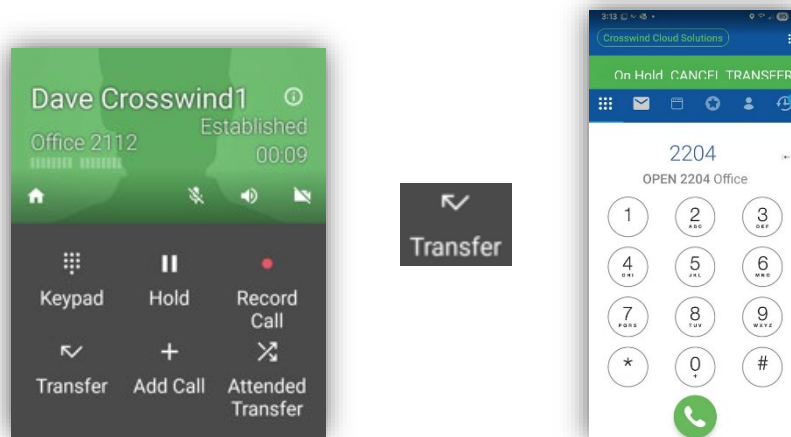 Dave Crosswind1
Office 2112
Established
00:09
Keypad
Hold
Record
Call
Transfer
Add Call
Attended
Transfer
Transfer
3:13
Crosswind Cloud Solutions
On Hold CANCEL TRANSFER
2204
OPEN 2204 Office
1
2 ABC
3 DEF
4 GHI
5 JKL
6 MNO
7 PQRS
8 TUV
9 WXYZ
*
0 +
#